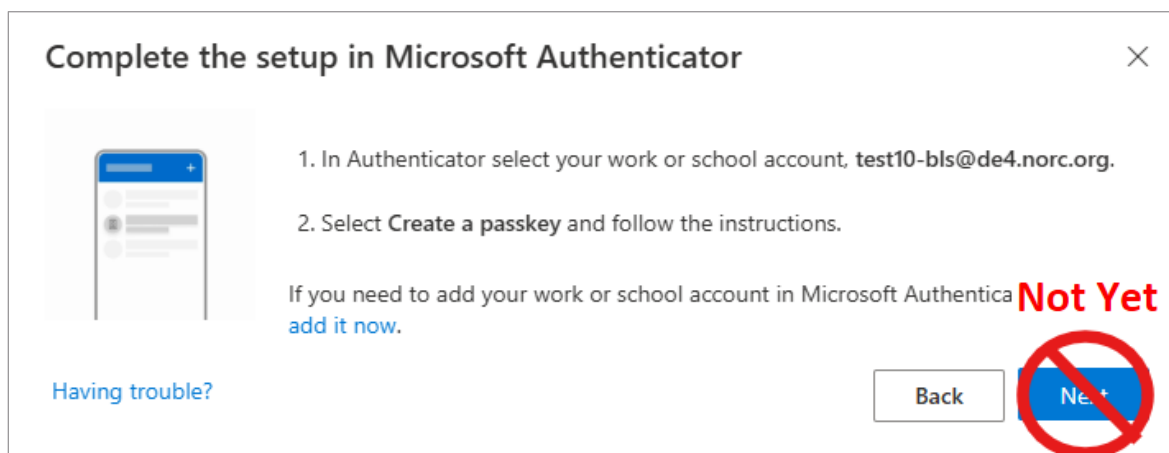 Complete the setup in Microsoft Authenticator
1. In Authenticator select your work or school account, test10-bls@de4.norc.org.
2. Select Create a passkey and follow the instructions.
If you need to add your work or school account in Microsoft Authentica
Not Yet
add it now.
Having trouble?
Back
Next